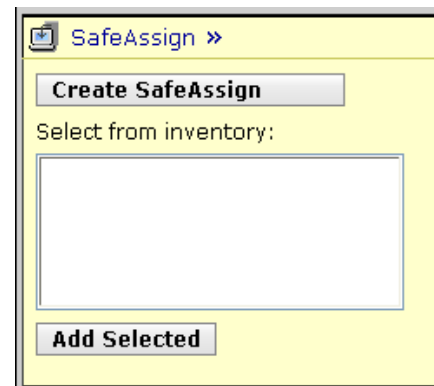 SafeAssign »
Create SafeAssign
Select from inventory:
Add Selected